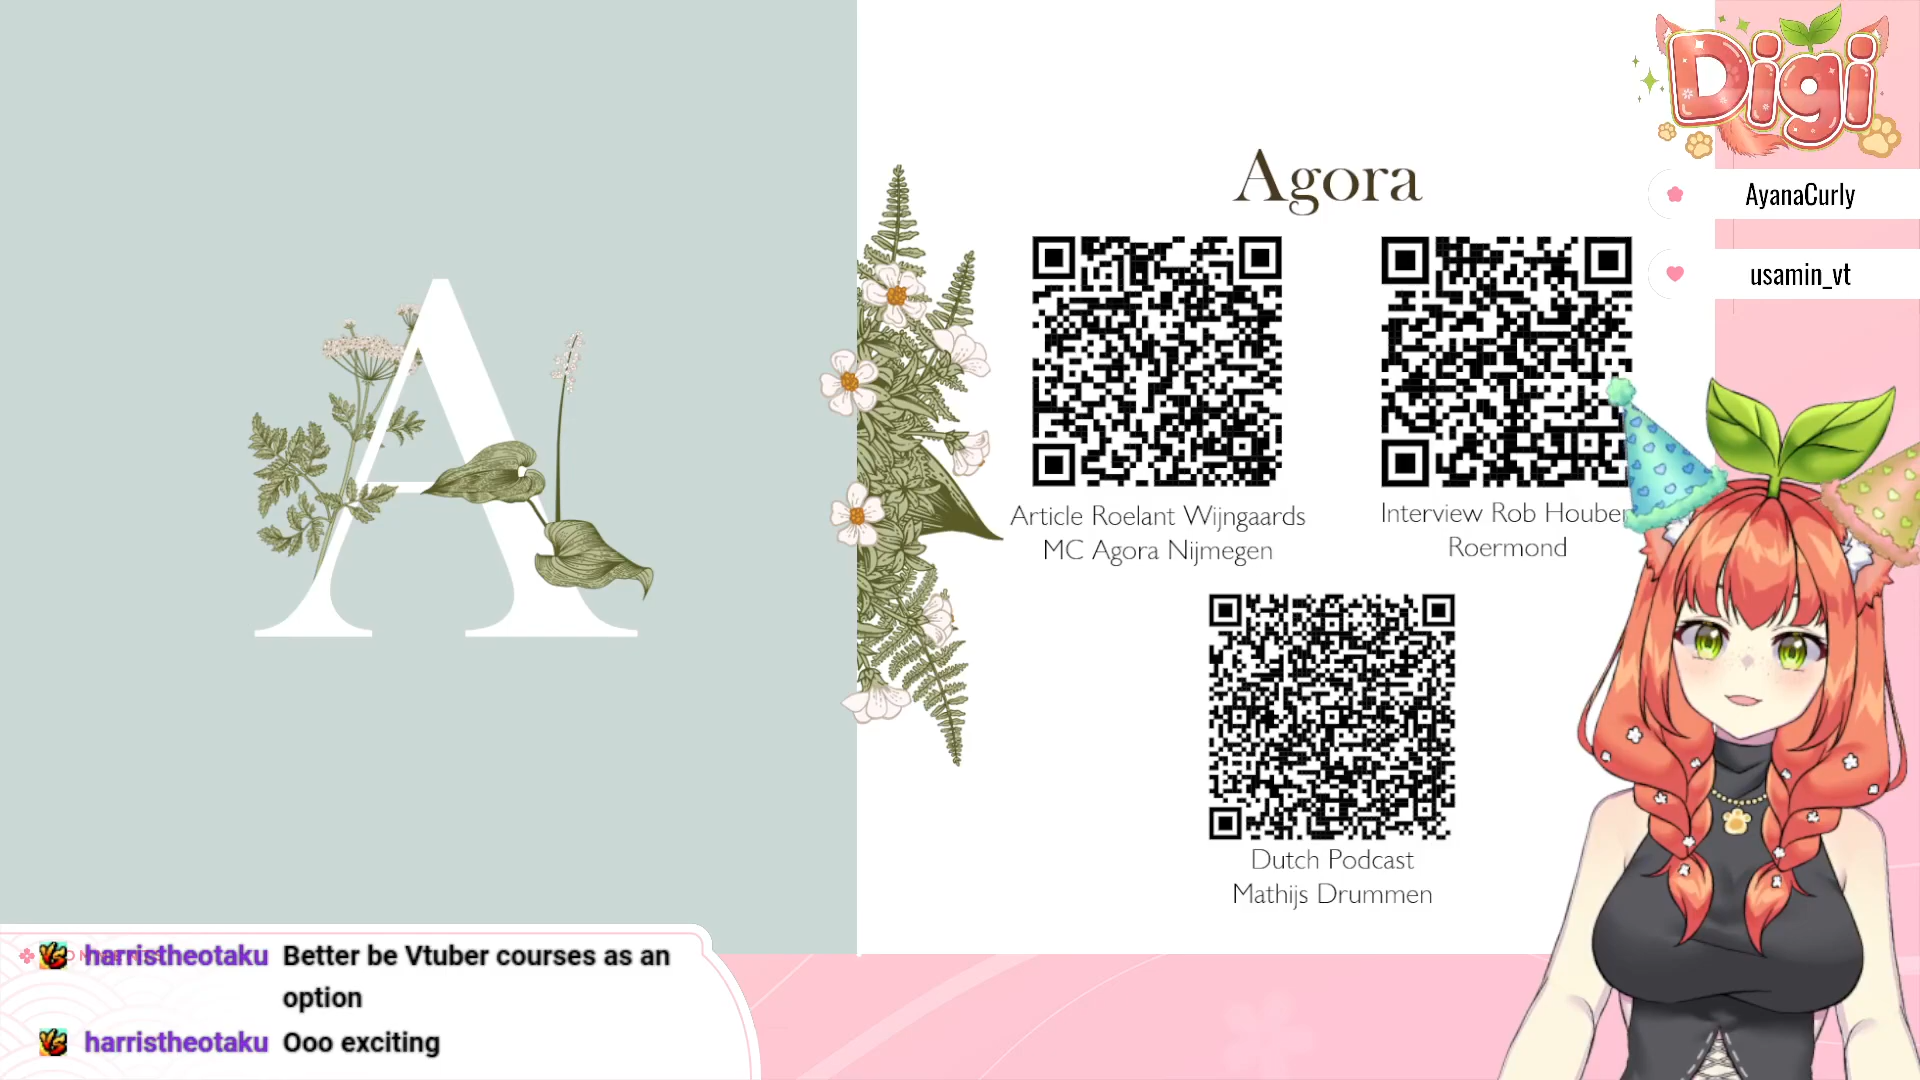 A
Agora
Article Roelant Wijngaards
MC Agora Nijmegen
Interview Rob Houben
Roermond
Dutch Podcast
Mathijs Drummen
Digi
AyanaCurly
usamin_vt
harristheotaku Better be Vtuber courses as an
option
harristheotaku Ooo exciting